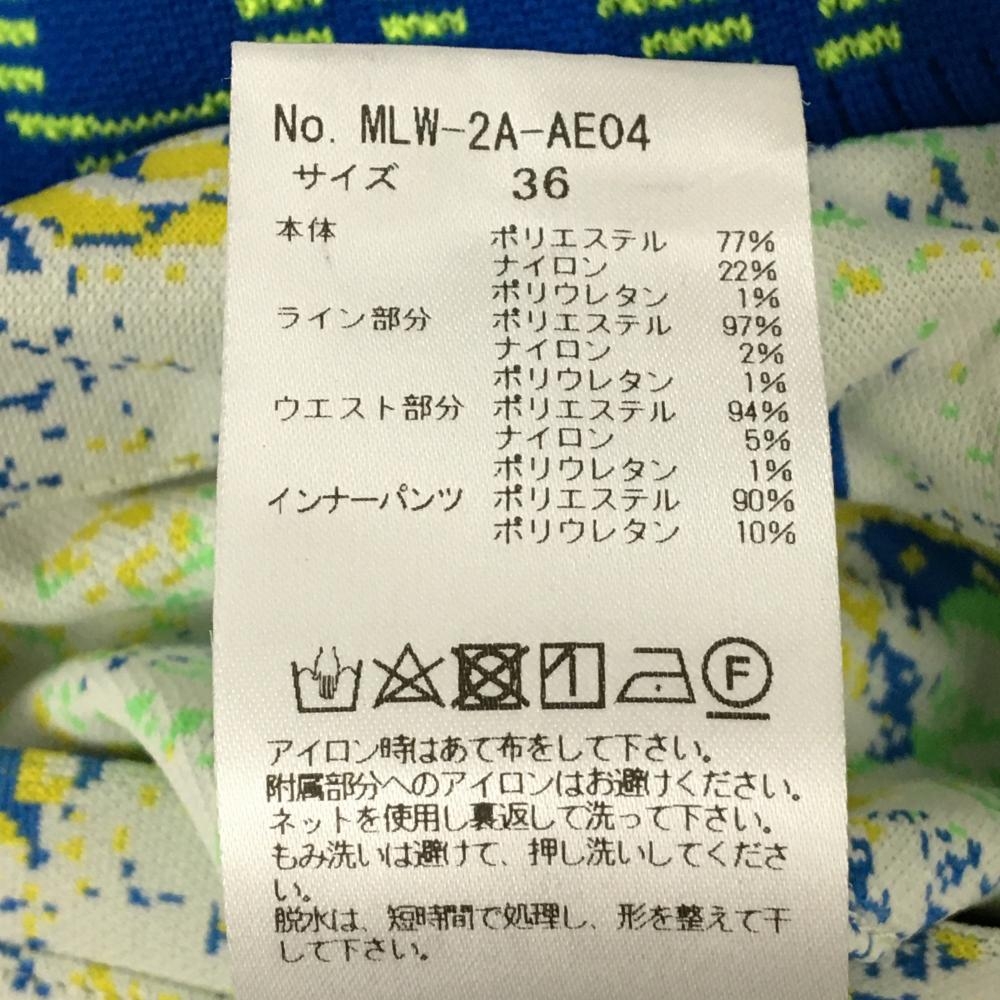 No. MLW-2A-AE04
サイズ 36
本体 ポリエステル 77%
ナイロン 22%
ポリウレタン 1%
ライン部分 ポリエステル 97%
ナイロン 2%
ポリウレタン 1%
ウエスト部分 ポリエステル 94%
ナイロン 5%
ポリウレタン 1%
インナーパンツ ポリエステル 90%
ポリウレタン 10%
F
アイロン時はあて布をして下さい。
附属部分へのアイロンはお避けください。
ネットを使用し裏返して洗って下さい。
もみ洗いは避けて、押し洗いしてくださ
い。
脱水は、短時間で処理し、形を整えて干
して下さい。